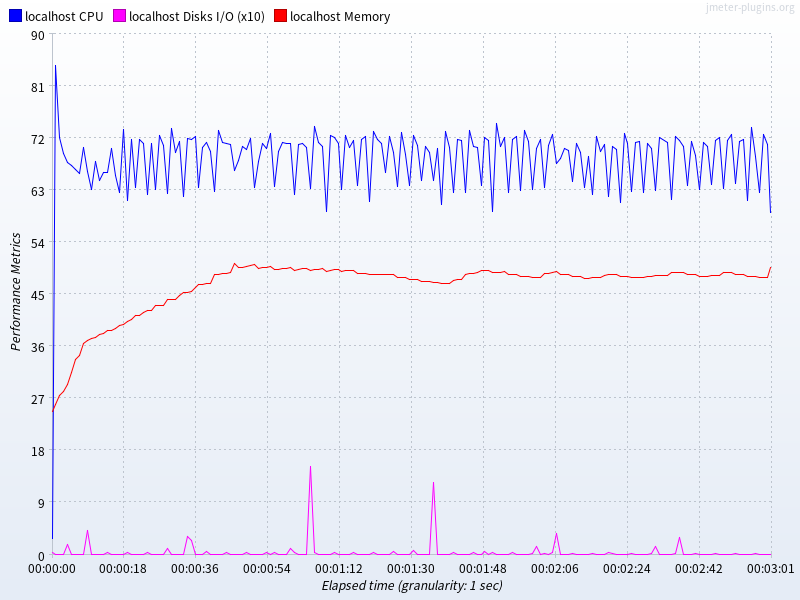 localhost CPU localhost Disks I/O (x10) localhost Memory
jmeter-plugins.org
90
81
72
63
54
45
36
27
18
9
0
Performance Metrics
00:00:00 00:00:18 00:00:36 00:00:54 00:01:12 00:01:30 00:01:48 00:02:06 00:02:24 00:02:42 00:03:01
Elapsed time (granularity: 1 sec)